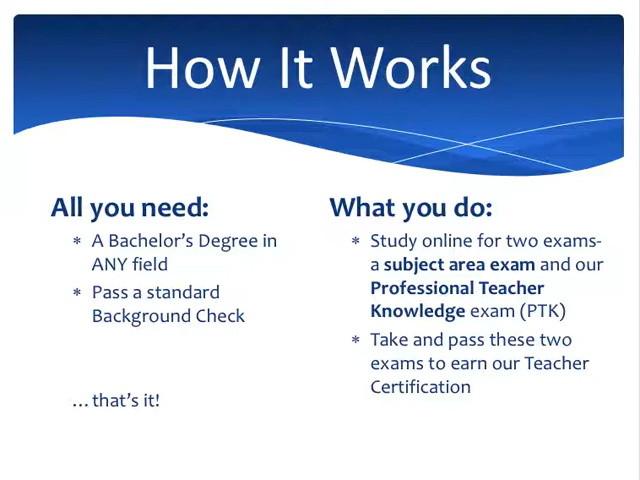 How It Works
All you need:
* A Bachelor's Degree in
ANY field
* Pass a standard
Background Check
...that's it!
What you do:
* Study online for two exams-
a subject area exam and our
Professional Teacher
Knowledge exam (PTK)
* Take and pass these two
exams to earn our Teacher
Certification